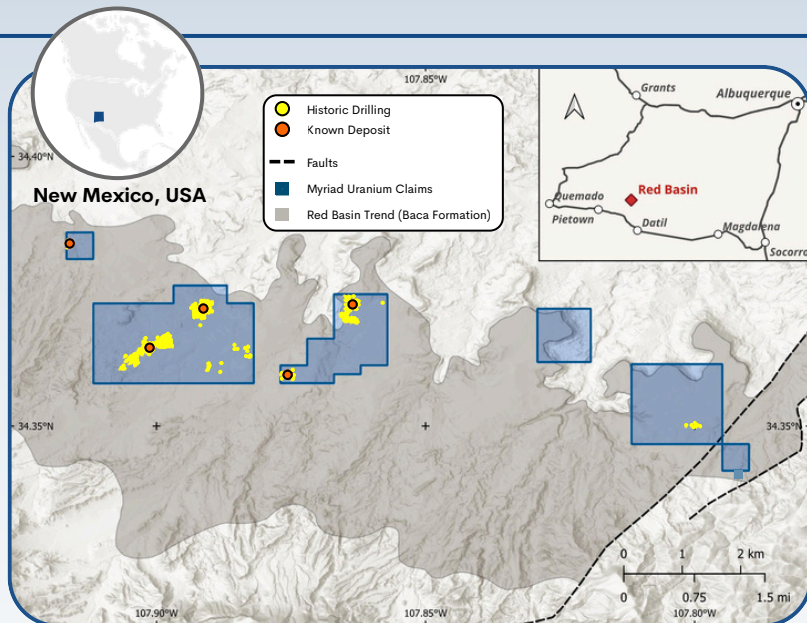 New Mexico, USA
107.85°W
Historic Drilling
Known Deposit
Faults
Myriad Uranium Claims
Red Basin Trend (Baca Formation)
Grants
Albuquerque
Red Basin
Quemado
Pietown
Datil
Magdalena
Socorro
34.40°N
34.35°N
34.35°N
0 1 2 km
0 0.75 1.5 mi
107.90°W
107.85°W
107.80°W